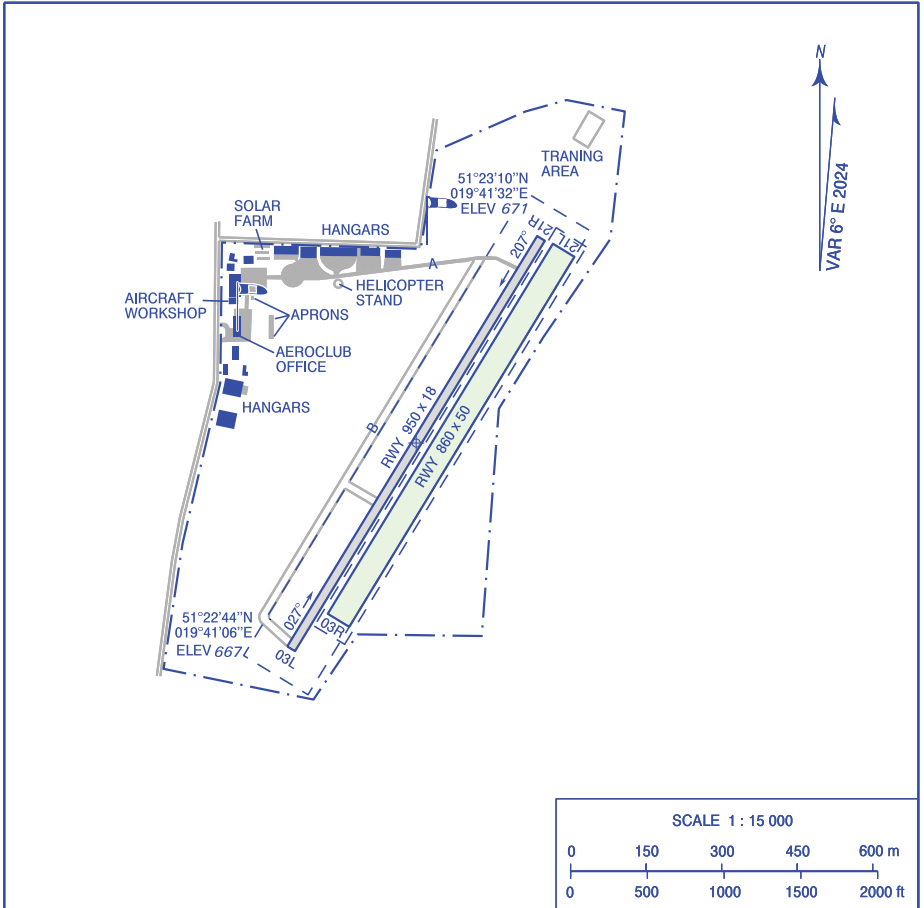 N
VAR 6° E 2024
TRANING
AREA
51°23'10"N
019°41'32"E
ELEV 671
SOLAR
FARM
HANGARS
21R
21L
207°
A
HELICOPTER
STAND
AIRCRAFT
WORKSHOP
APRONS
AEROCLUB
OFFICE
HANGARS
B
RWY 950 x 18
RWY 860 x 50
51°22'44"N
019°41'06"E
ELEV 667
027°
03R
03L
SCALE 1 : 15 000
0 150 300 450 600 m
0 500 1000 1500 2000 ft